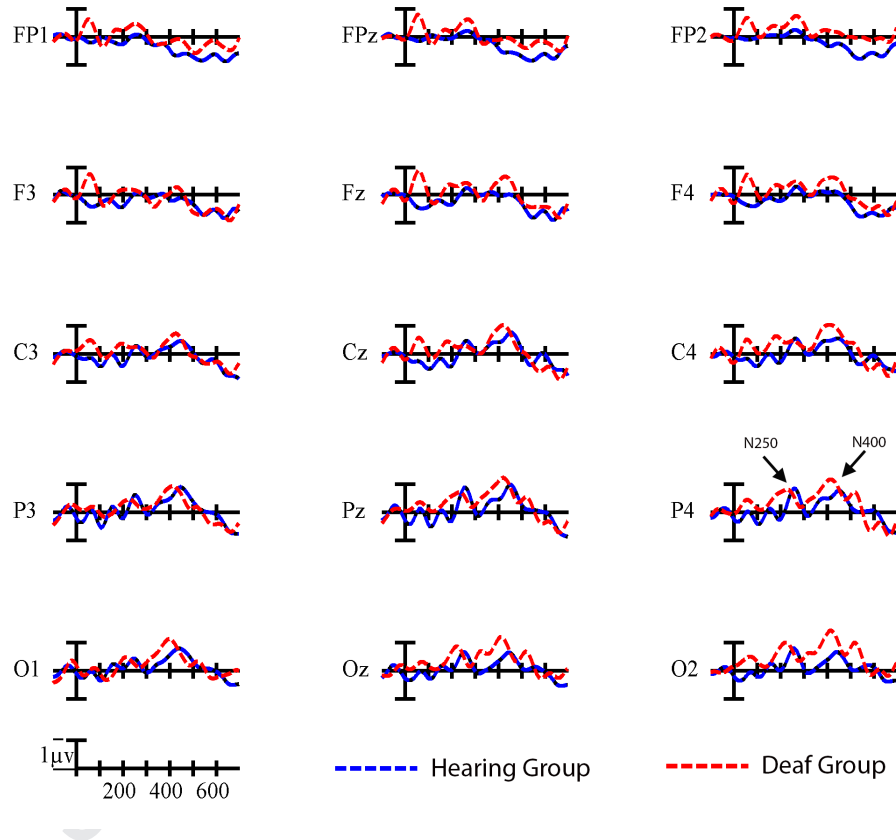 FP1 FPz FP2
F3 Fz F4
C3 Cz C4
N250 N400
P3 Pz P4
O1 Oz O2
1µv
200 400 600
Hearing Group Deaf Group